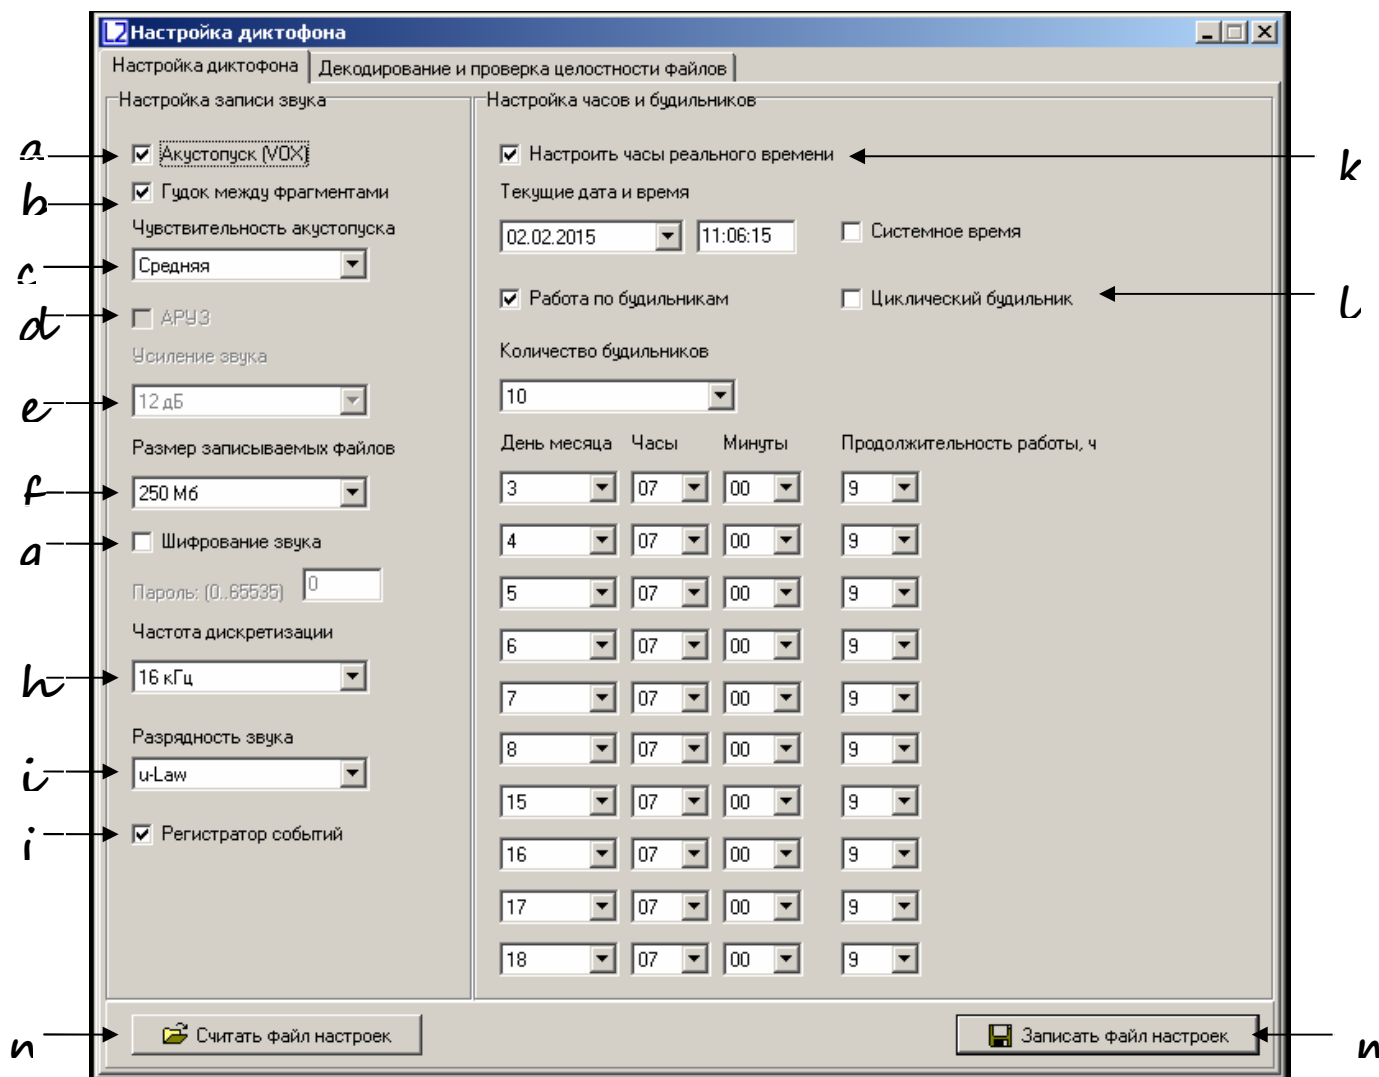 Настройка диктофона
Настройка диктофона Декодирование и проверка целостности файлов
Настройка записи звука
a Акустопуск (VOX)
b Гудок между фрагментами
Чувствительность акустопуска
c Средняя
d АРУЗ
Усиление звука
e 12 дБ
Размер записываемых файлов
f 250 Мб
Шифрование звука
Пароль: (0..65535) 0
Частота дискретизации
h 16 кГц
Разрядность звука
i u-Law
Регистратор событий
Настройка часов и будильников
Настроить часы реального времени k
Текущие дата и время
02.02.2015 11:06:15 Системное время
Работа по будильникам Циклический будильник l
Количество будильников
10
День месяца Часы Минуты Продолжительность работы, ч
3 07 00 9
4 07 00 9
5 07 00 9
6 07 00 9
7 07 00 9
8 07 00 9
15 07 00 9
16 07 00 9
17 07 00 9
18 07 00 9
n Считать файл настроек Записать файл настроек